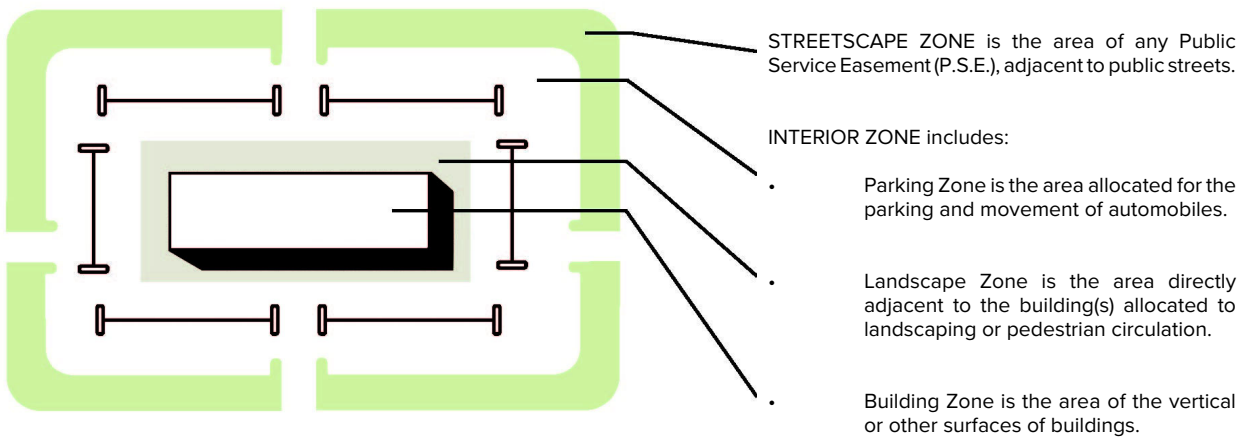 STREETSCAPE ZONE is the area of any Public
Service Easement (P.S.E.), adjacent to public streets.
INTERIOR ZONE includes:
• Parking Zone is the area allocated for the
parking and movement of automobiles.
• Landscape Zone is the area directly
adjacent to the building(s) allocated to
landscaping or pedestrian circulation.
• Building Zone is the area of the vertical
or other surfaces of buildings.